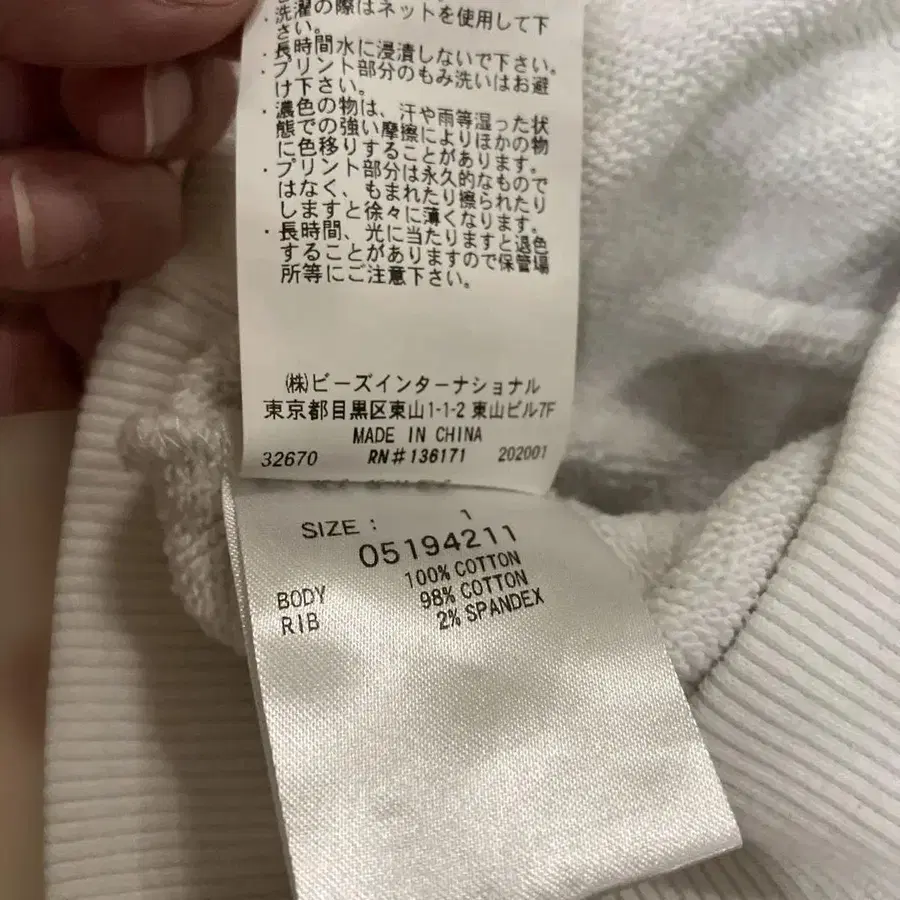 ・洗濯の際はネットを使用して下
さい。
・長時間水に浸漬しないで下さい。
・プリント部分のもみ洗いはお避
け下さい。
・濃色の物は、汗や雨等湿った状
態での強い摩擦によりほかの物
に色移りすることがあります。
・プリント部分は永久的なもので
はなく、もまれたり擦られたり
しますと徐々に薄くなります。
・長時間、光に当たりますと退色
することがありますので保管場
所等にご注意下さい。
㈱ビーズインターナショナル
東京都目黒区東山1-1-2 東山ビル7F
MADE IN CHINA
32670 RN#136171 202001
SIZE : 1
05194211
100% COTTON
BODY 98% COTTON
RIB 2% SPANDEX